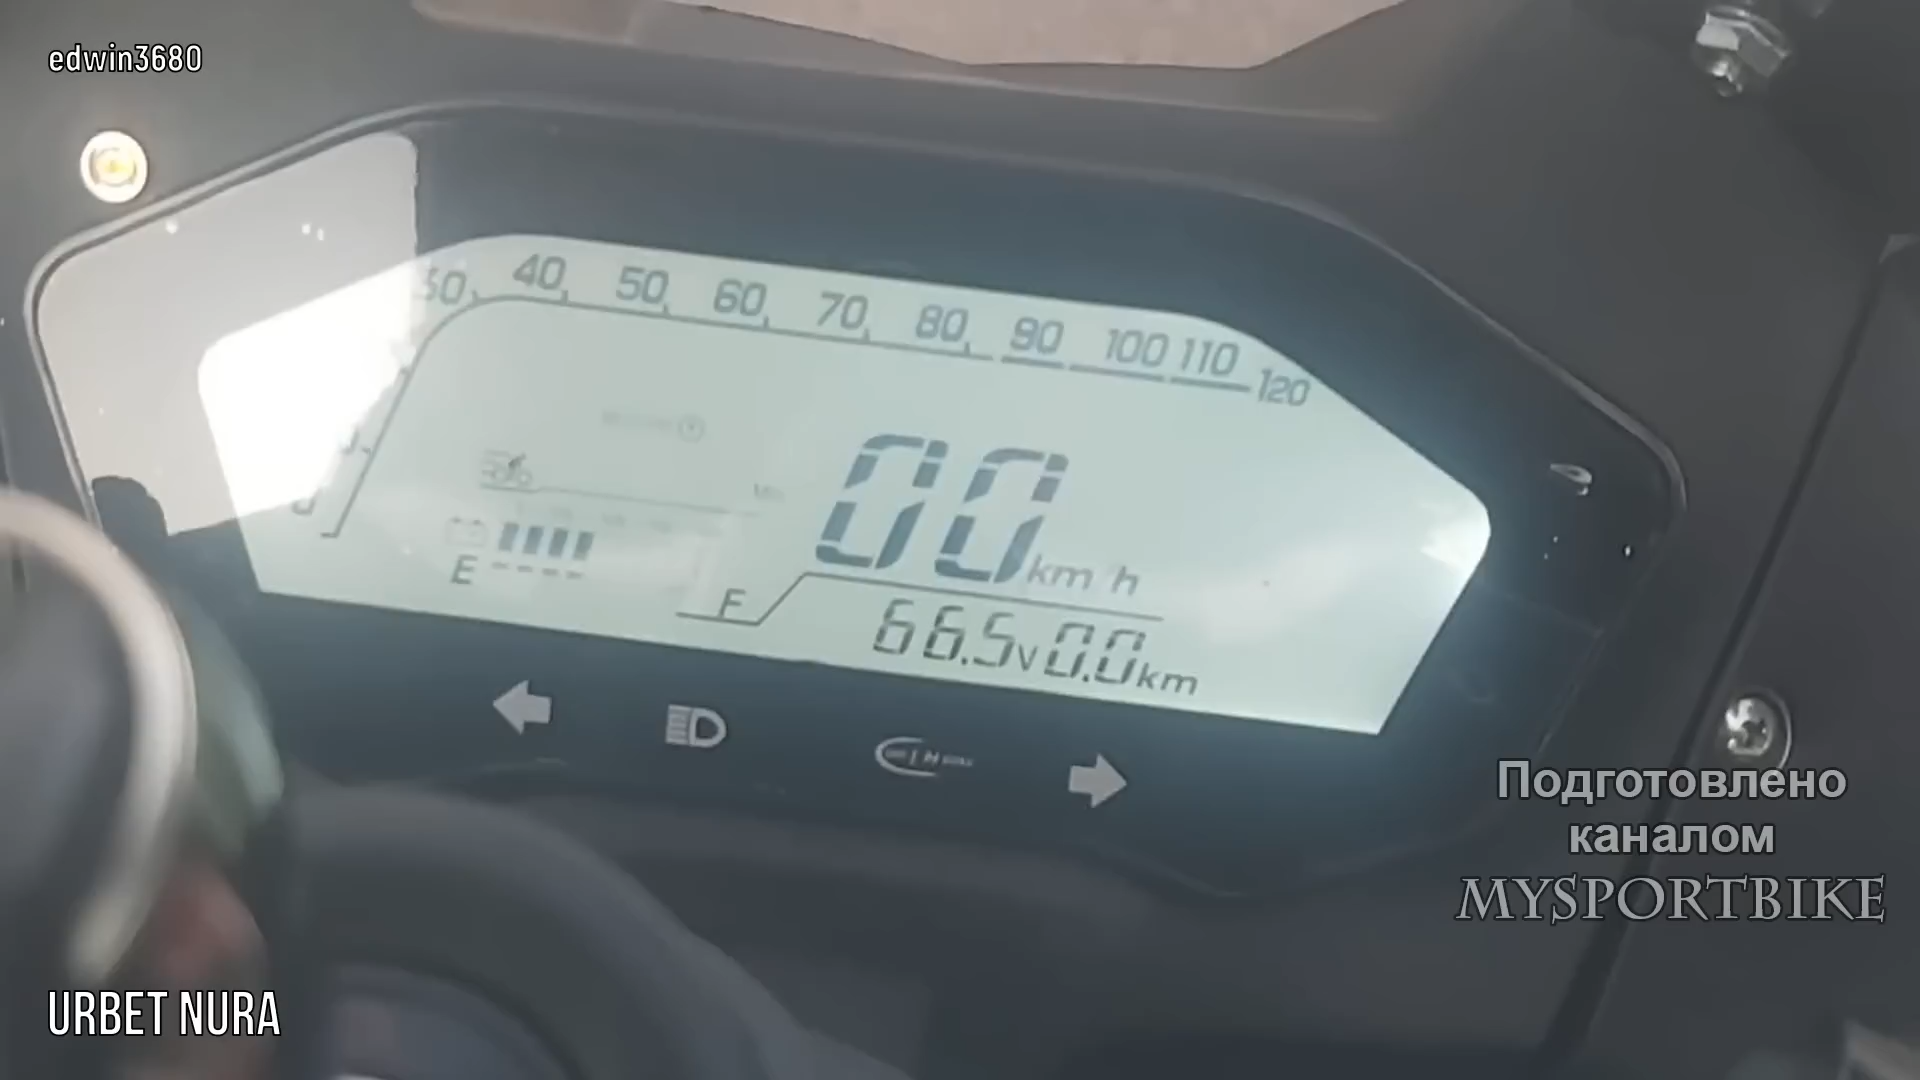 edwin3680
40 50 60 70 80 90 100 110 120
00 km h
E
F
66.5v 0.0km
Подготовлено
каналом
MYSPORTBIKE
URBET NURA